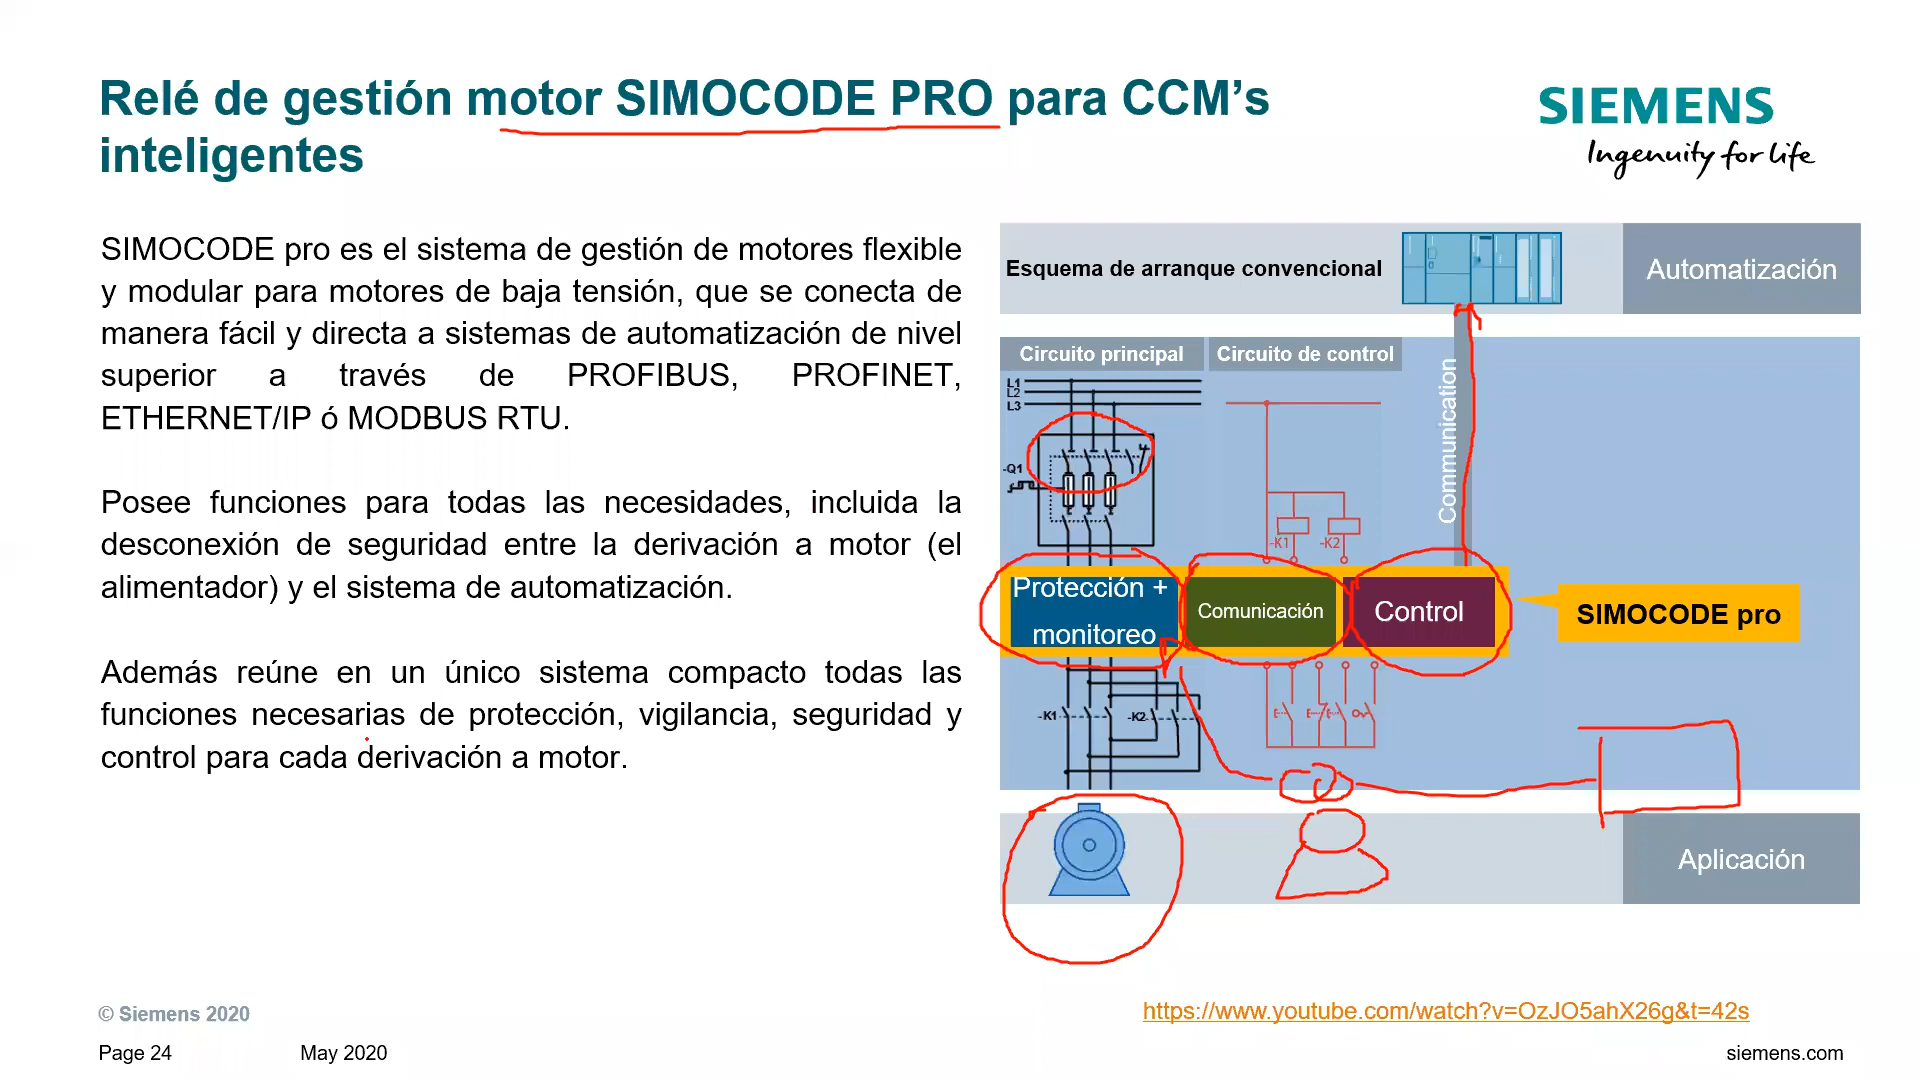 Relé de gestión motor SIMOCODE PRO para CCM’s
inteligentes
SIEMENS
Ingenuity for life
SIMOCODE pro es el sistema de gestión de motores flexible
y modular para motores de baja tensión, que se conecta de
manera fácil y directa a sistemas de automatización de nivel
superior a través de PROFIBUS, PROFINET,
ETHERNET/IP ó MODBUS RTU.
Posee funciones para todas las necesidades, incluida la
desconexión de seguridad entre la derivación a motor (el
alimentador) y el sistema de automatización.
Además reúne en un único sistema compacto todas las
funciones necesarias de protección, vigilancia, seguridad y
control para cada derivación a motor.
Esquema de arranque convencional
Automatización
Circuito principal
Circuito de control
L1
L2
L3
-Q1
Communication
-K1
-K2
Protección +
monitoreo
Comunicación
Control
SIMOCODE pro
-K1
-K2
Aplicación
© Siemens 2020
https://www.youtube.com/watch?v=OzJO5ahX26g&t=42s
Page 24
May 2020
siemens.com